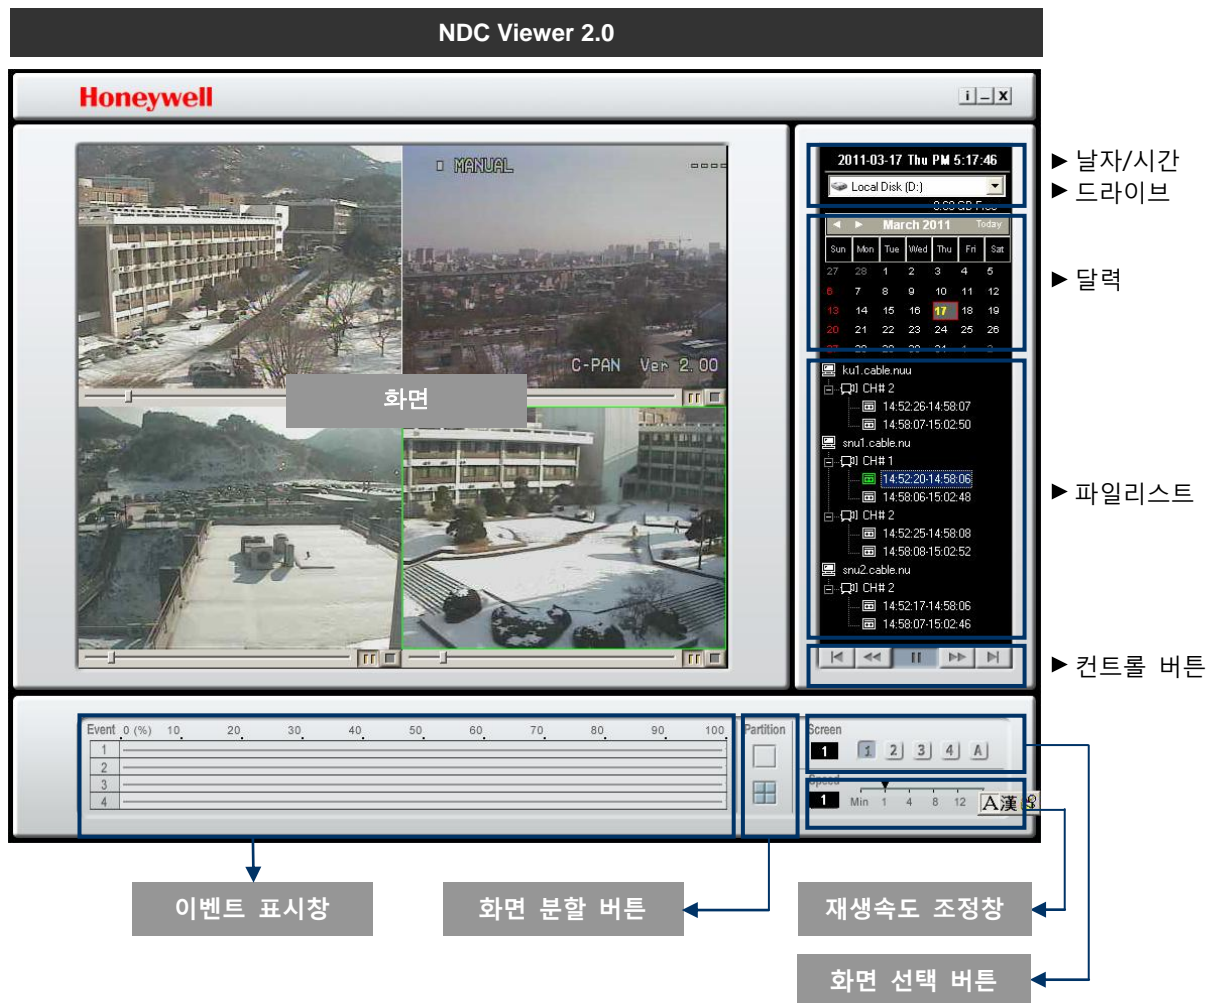 NDC Viewer 2.0
Honeywell
i _ X
MANUAL
----
C-PAN Ver 2.00
화면
2011-03-17 Thu PM 5:17:46
Local Disk (D:)
March 2011 Today
Sun Mon Tue Wed Thu Fri Sat
27 28 1 2 3 4 5
6 7 8 9 10 11 12
13 14 15 16 17 18 19
20 21 22 23 24 25 26
ku1.cable.nuu
CH# 2
14:52:26-14:58:07
14:58:07-15:02:50
snu1.cable.nu
CH# 1
14:52:20-14:58:06
14:58:06-15:02:48
CH# 2
14:52:25-14:58:08
14:58:08-15:02:52
snu2.cable.nu
CH# 2
14:52:17-14:58:06
14:58:07-15:02:46
► 날자/시간
► 드라이브
► 달력
► 파일리스트
► 컨트롤 버튼
Event 0 (%) 10 20 30 40 50 60 70 80 90 100
1
2
3
4
Partition
Screen
1 1 2 3 4 A
Speed
1 Min 1 4 8 12
A漢
이벤트 표시창
화면 분할 버튼
재생속도 조정창
화면 선택 버튼